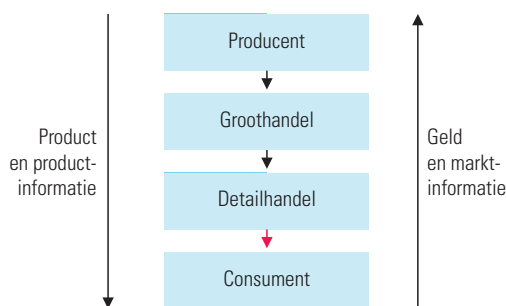 Producent
Groothandel
Product
en product-
informatie
Geld
en markt-
informatie
Detailhandel
Consument